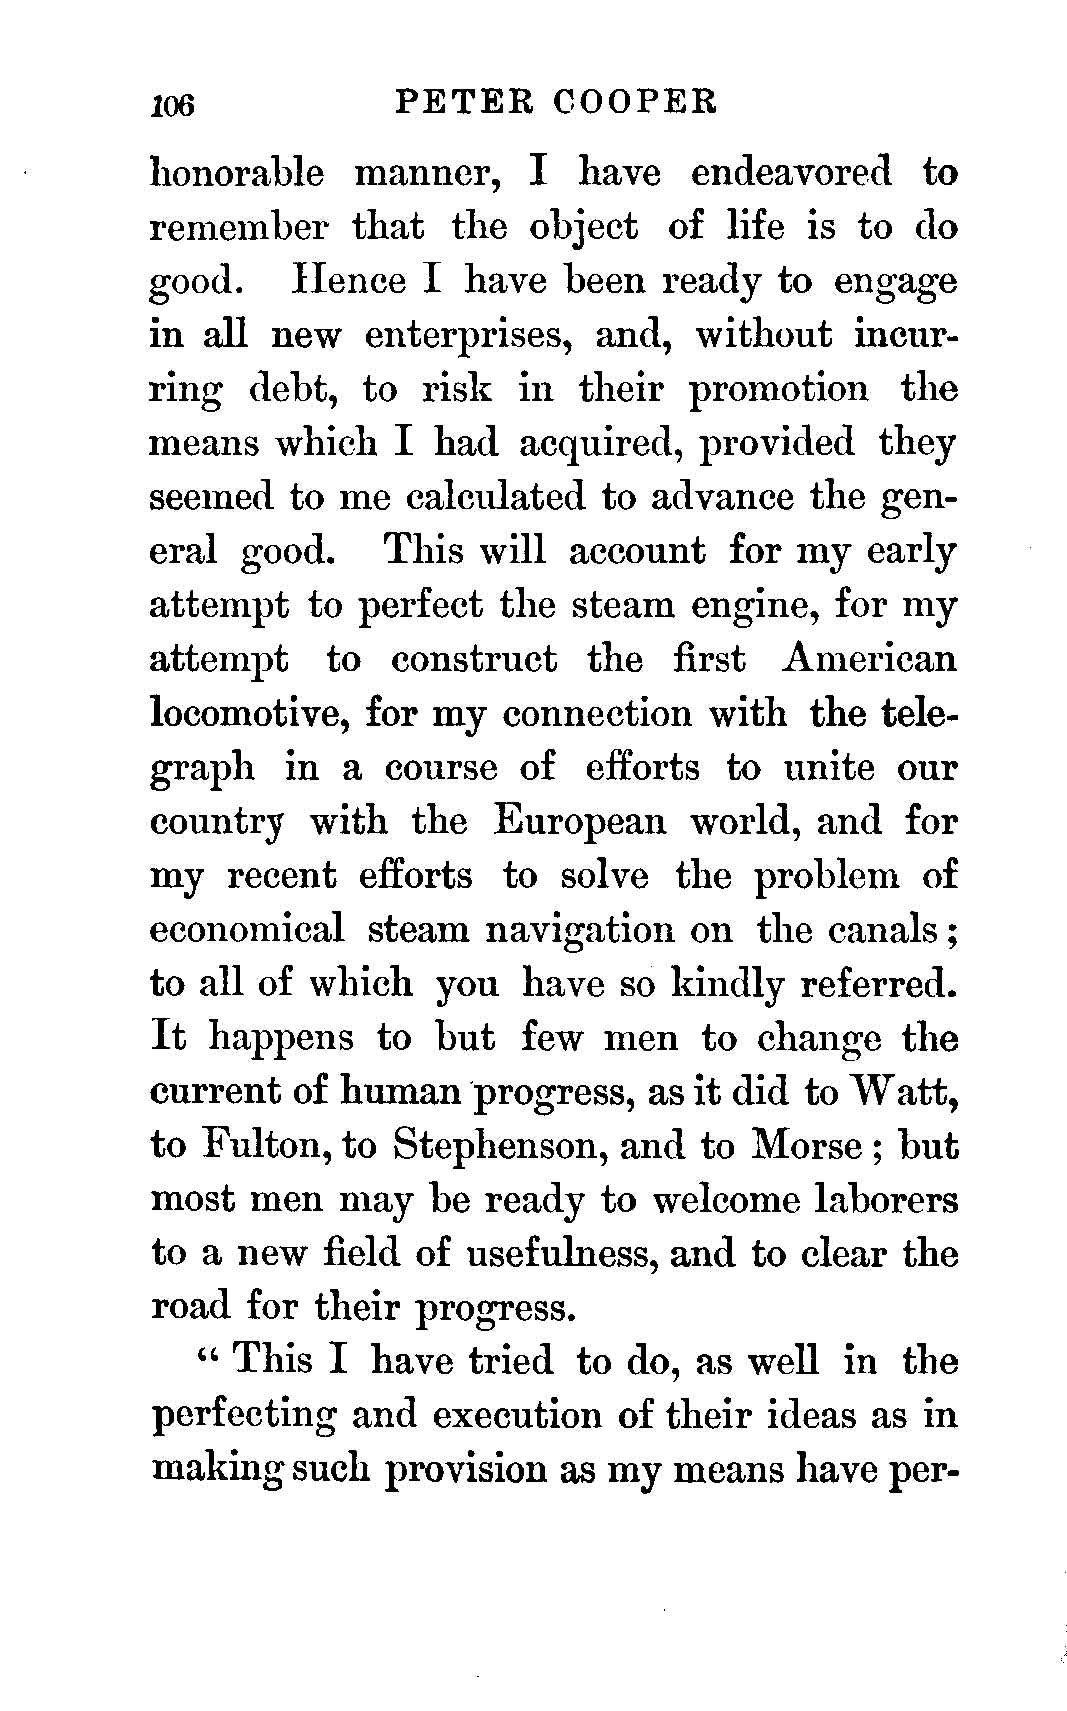 106 PETER COOPER
honorable manner, I have endeavored to
remember that the object of life is to do
good. Hence I have been ready to engage
in all new enterprises, and, without incur-
ring debt, to risk in their promotion the
means which I had acquired, provided they
seemed to me calculated to advance the gen-
eral good. This will account for my early
attempt to perfect the steam engine, for my
attempt to construct the first American
locomotive, for my connection with the tele-
graph in a course of efforts to unite our
country with the European world, and for
my recent efforts to solve the problem of
economical steam navigation on the canals;
to all of which you have so kindly referred.
It happens to but few men to change the
current of human progress, as it did to Watt,
to Fulton, to Stephenson, and to Morse; but
most men may be ready to welcome laborers
to a new field of usefulness, and to clear the
road for their progress.
“This I have tried to do, as well in the
perfecting and execution of their ideas as in
making such provision as my means have per-